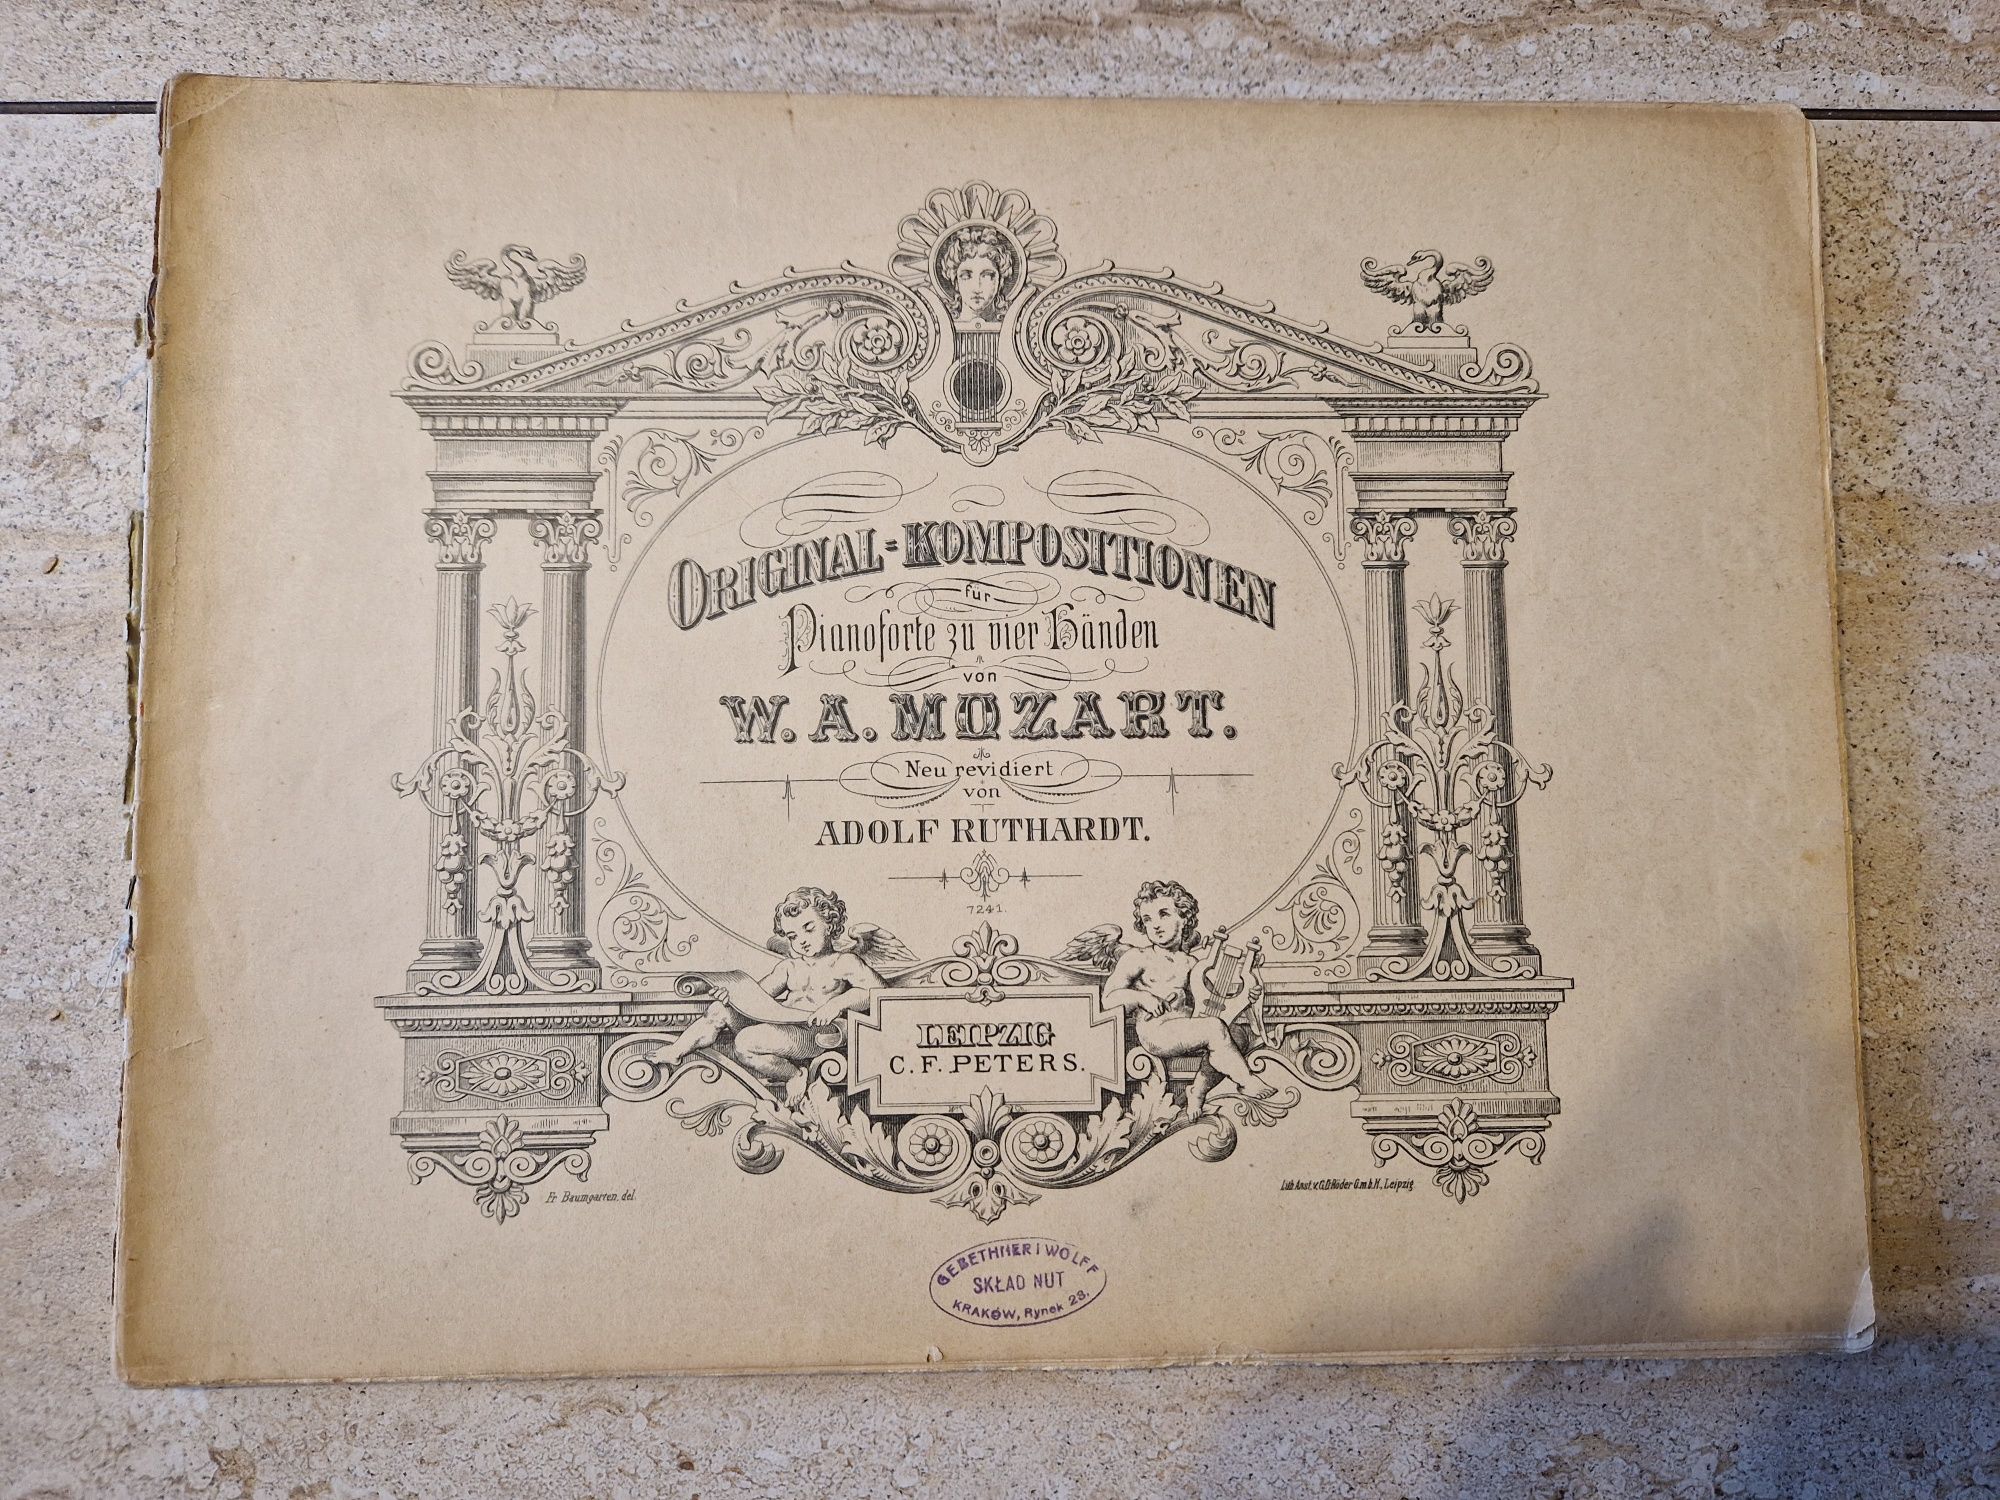 ORIGINAL=KOMPOSITIONEN
für
Pianoforte zu vier Händen
von
W. A. MOZART.
Neu revidiert
von
ADOLF RUTHARDT.
7241.
LEIPZIG
C. F. PETERS.
Fr. Baumgarten. del.
Lith. Anst. v. C.G. Röder G.m.b.H., Leipzig.
GEBETHNER I WOLFF
SKŁAD NUT
KRAKÓW, Rynek 23.